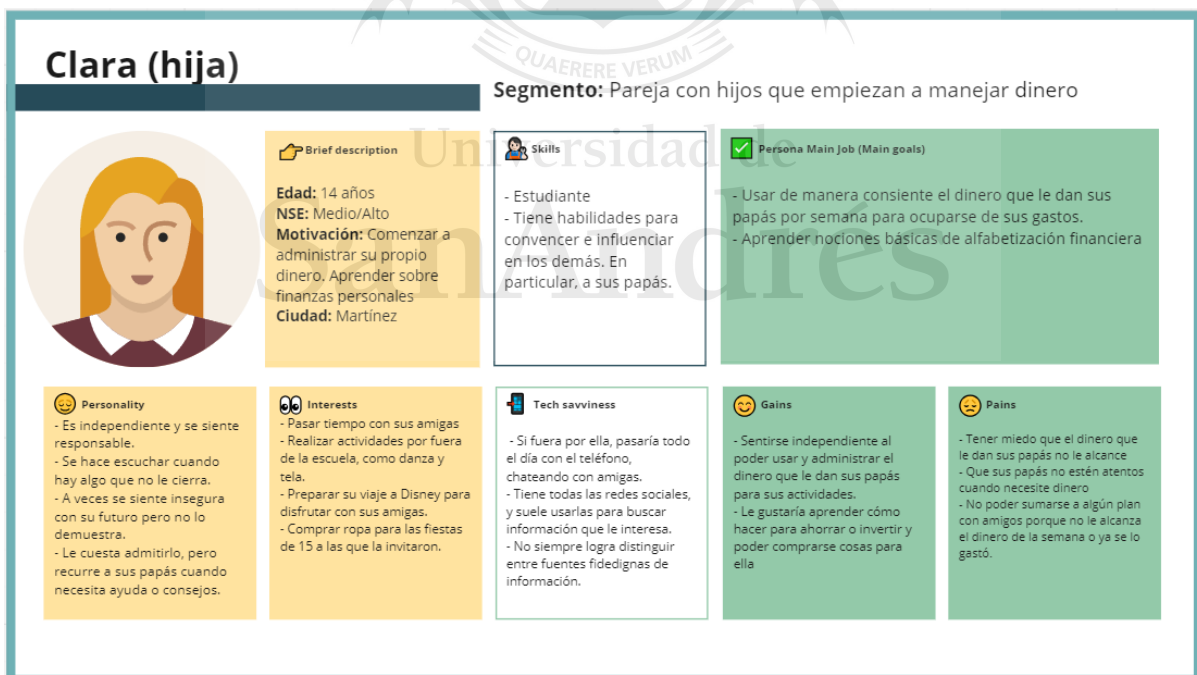 QUAERERE VERUM
Clara (hija)
Segmento: Pareja con hijos que empiezan a manejar dinero
Universidad de
SanAndrés
Brief description
Edad: 14 años
NSE: Medio/Alto
Motivación: Comenzar a
administrar su propio
dinero. Aprender sobre
finanzas personales
Ciudad: Martínez
Skills
- Estudiante
- Tiene habilidades para
convencer e influenciar
en los demás. En
particular, a sus papás.
Persona Main Job (Main goals)
- Usar de manera consiente el dinero que le dan sus
papás por semana para ocuparse de sus gastos.
- Aprender nociones básicas de alfabetización financiera
Personality
- Es independiente y se siente
responsable.
- Se hace escuchar cuando
hay algo que no le cierra.
- A veces se siente insegura
con su futuro pero no lo
demuestra.
- Le cuesta admitirlo, pero
recurre a sus papás cuando
necesita ayuda o consejos.
Interests
- Pasar tiempo con sus amigas
- Realizar actividades por fuera
de la escuela, como danza y
tela.
- Preparar su viaje a Disney para
disfrutar con sus amigas.
- Comprar ropa para las fiestas
de 15 a las que la invitaron.
Tech savviness
- Si fuera por ella, pasaría todo
el día con el teléfono,
chateando con amigas.
- Tiene todas las redes sociales,
y suele usarlas para buscar
información que le interesa.
- No siempre logra distinguir
entre fuentes fidedignas de
información.
Gains
- Sentirse independiente al
poder usar y administrar el
dinero que le dan sus papás
para sus actividades.
- Le gustaría aprender cómo
hacer para ahorrar o invertir y
poder comprarse cosas para
ella
Pains
- Tener miedo que el dinero que
le dan sus papás no le alcance
- Que sus papás no estén atentos
cuando necesite dinero
- No poder sumarse a algún plan
con amigos porque no le alcanza
el dinero de la semana o ya se lo
gastó.